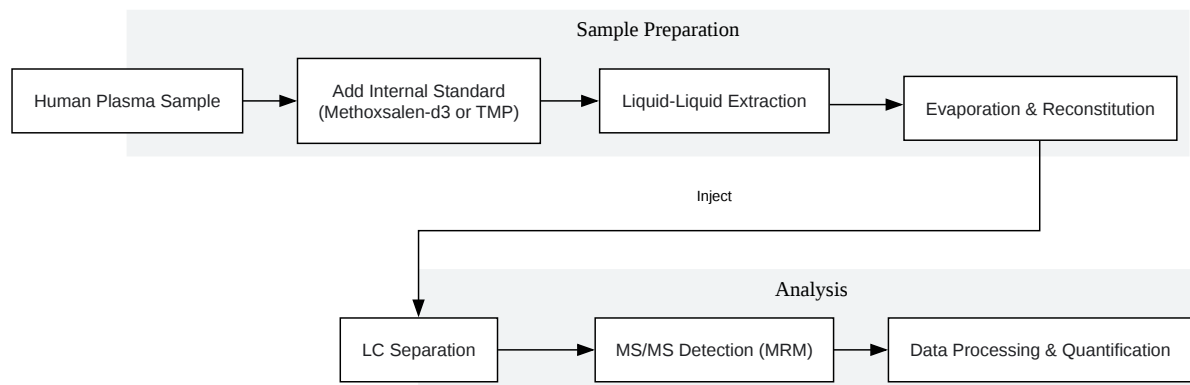 Sample Preparation
Human Plasma Sample
Add Internal Standard
(Methoxsalen-d3 or TMP)
Liquid-Liquid Extraction
Evaporation & Reconstitution
Inject
Analysis
LC Separation
MS/MS Detection (MRM)
Data Processing & Quantification